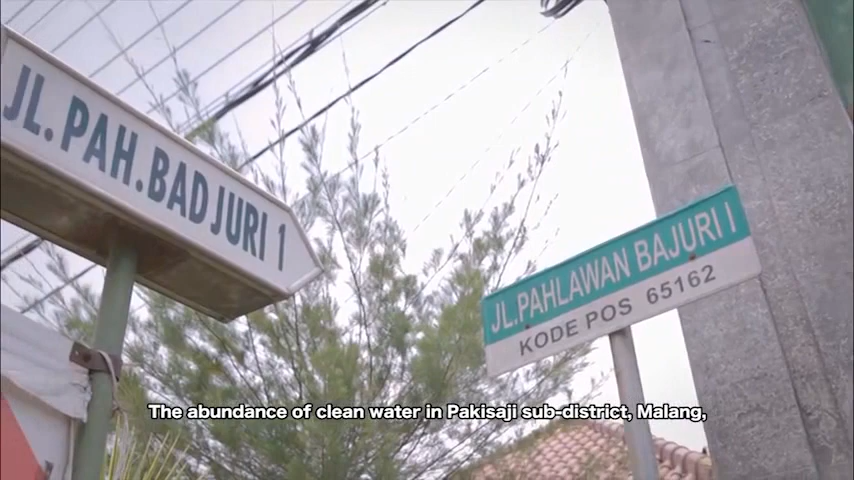 JL. PAH. BADJURI 1
JL.PAHLAWAN BAJURI I
KODE POS 65162
The abundance of clean water in Pakisaji sub-district, Malang,